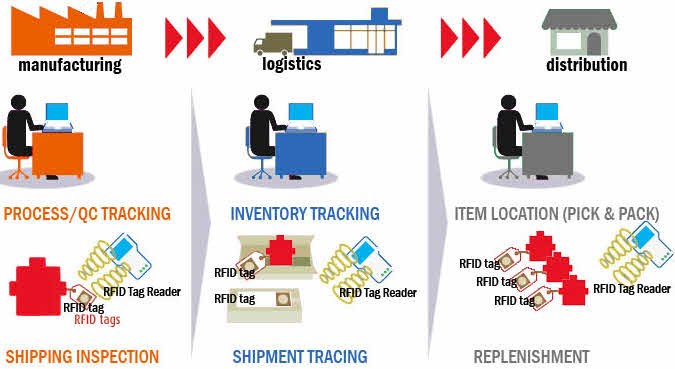 manufacturing
logistics
distribution
PROCESS/QC TRACKING
INVENTORY TRACKING
ITEM LOCATION (PICK & PACK)
RFID tag
RFID Tag Reader
RFID tags
RFID tag
RFID tag
RFID Tag Reader
RFID tag
RFID tag
RFID tag
RFID Tag Reader
SHIPPING INSPECTION
SHIPMENT TRACING
REPLENISHMENT